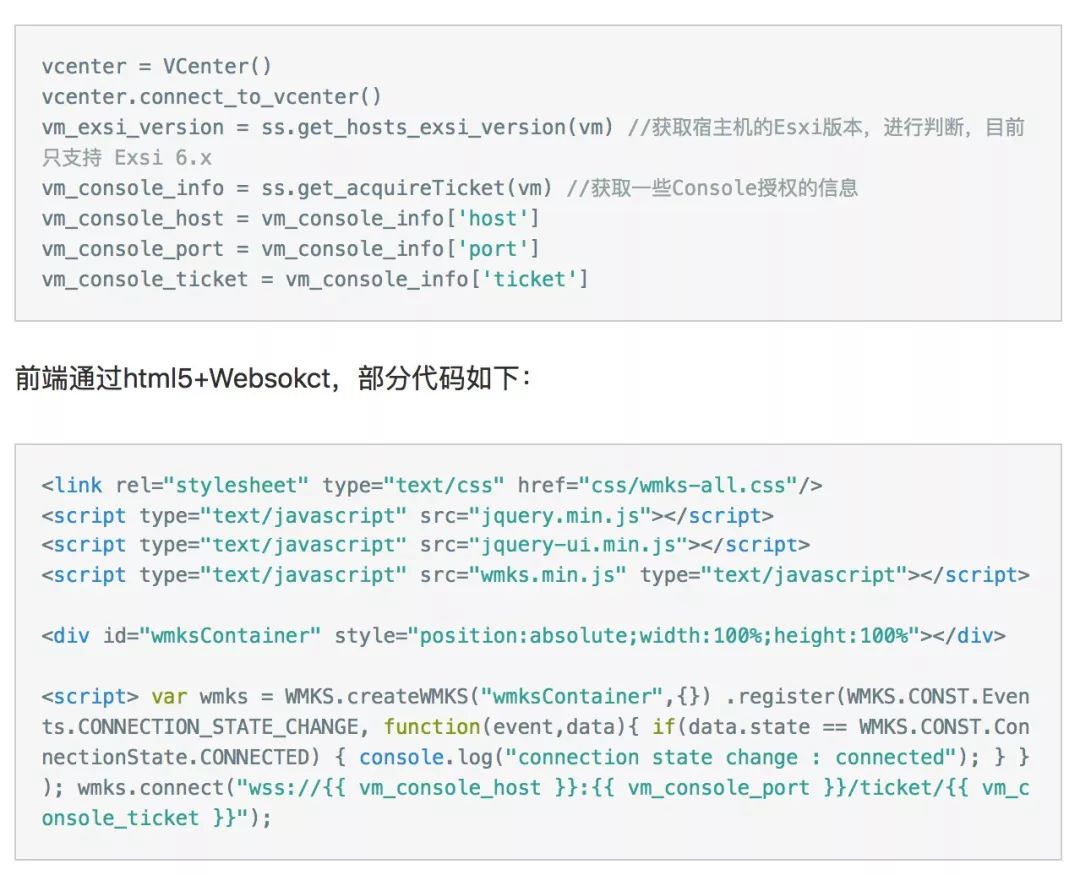 vcenter = VCenter()
vcenter.connect_to_vcenter()
vm_exsi_version = ss.get_hosts_exsi_version(vm) //获取宿主机的Esxi版本，进行判断，目前
只支持 Exsi 6.x
vm_console_info = ss.get_acquireTicket(vm) //获取一些Console授权的信息
vm_console_host = vm_console_info['host']
vm_console_port = vm_console_info['port']
vm_console_ticket = vm_console_info['ticket']
前端通过html5+Websokct，部分代码如下：
<link rel="stylesheet" type="text/css" href="css/wmks-all.css"/>
<script type="text/javascript" src="jquery.min.js"></script>
<script type="text/javascript" src="jquery-ui.min.js"></script>
<script type="text/javascript" src="wmks.min.js" type="text/javascript"></script>
<div id="wmksContainer" style="position:absolute;width:100%;height:100%"></div>
<script> var wmks = WMKS.createWMKS("wmksContainer",{}) .register(WMKS.CONST.Even
ts.CONNECTION_STATE_CHANGE, function(event,data){ if(data.state == WMKS.CONST.Con
nectionState.CONNECTED) { console.log("connection state change : connected"); } }
); wmks.connect("wss://{{ vm_console_host }}:{{ vm_console_port }}/ticket/{{ vm_c
onsole_ticket }}");